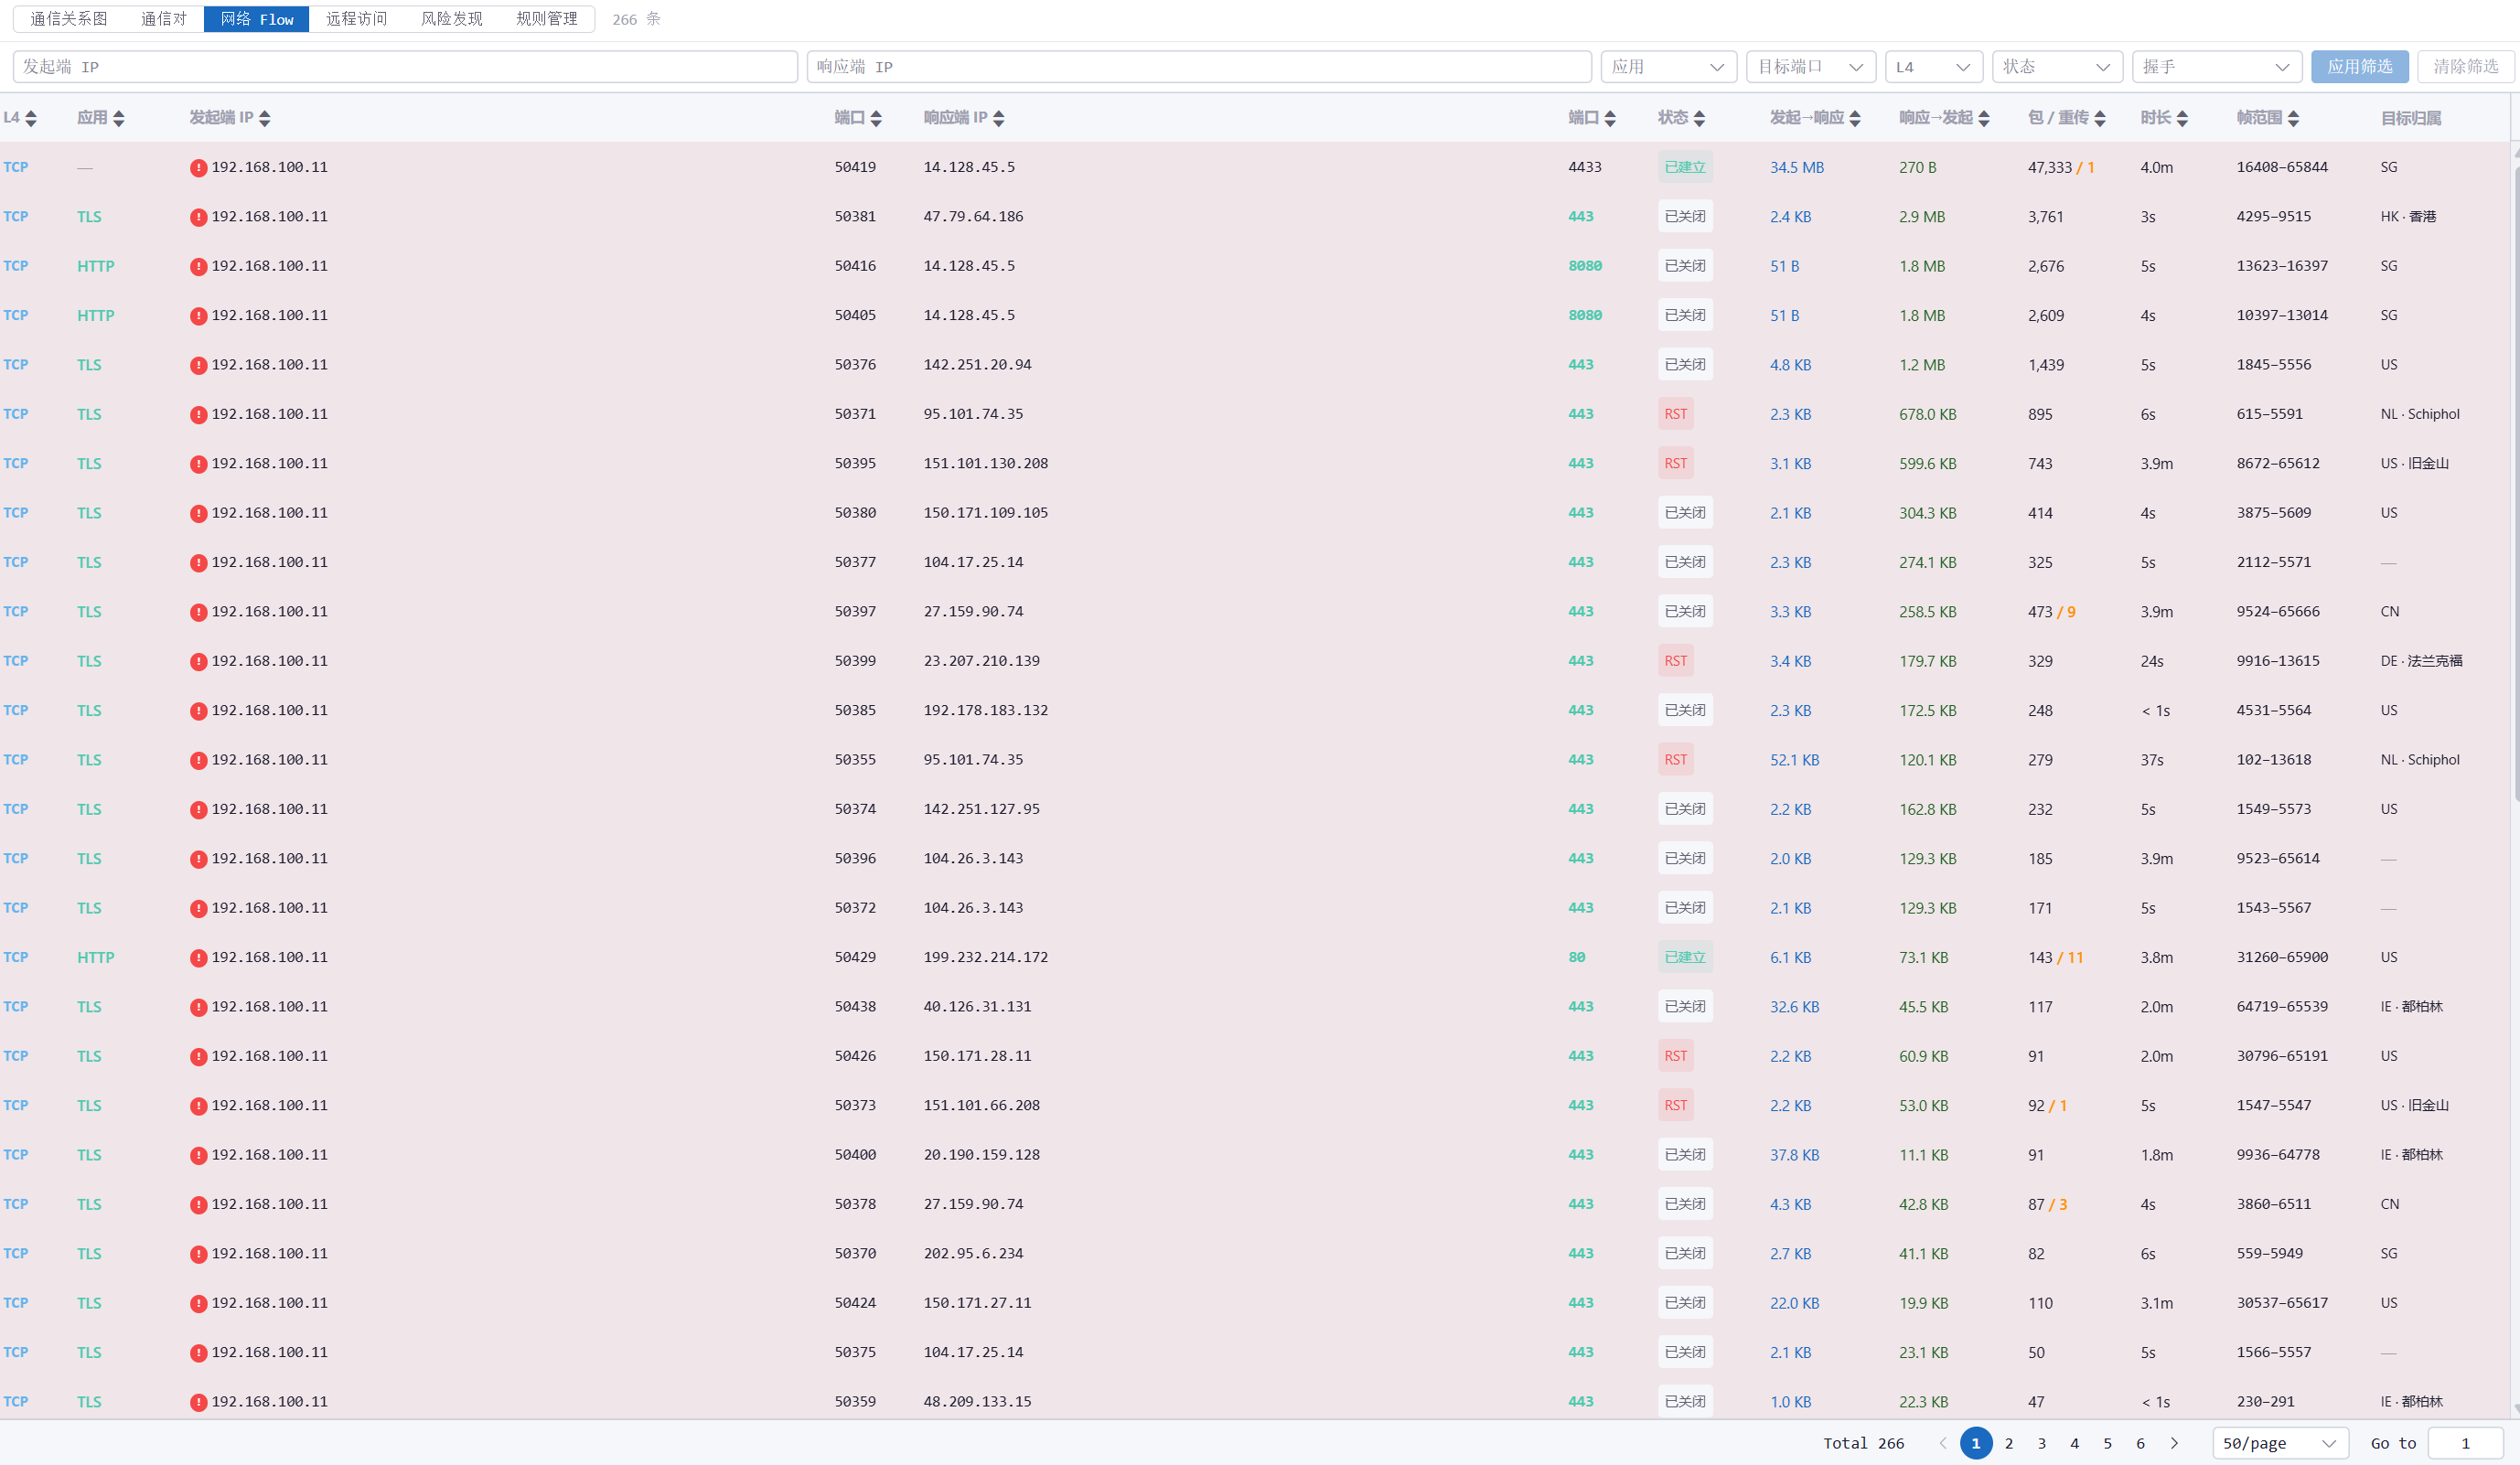 通信关系图 通信对 网络 Flow 远程访问 风险发现 规则管理 266 条
发起端 IP 响应端 IP 应用 目标端口 L4 状态 握手 应用筛选 清除筛选
L4 应用 发起端 IP 端口 响应端 IP 端口 状态 发起→响应 响应→发起 包 / 重传 时长 帧范围 目标归属
TCP — 192.168.100.11 50419 14.128.45.5 4433 已建立 34.5 MB 270 B 47,333 / 1 4.0m 16408–65844 SG
TCP TLS 192.168.100.11 50381 47.79.64.186 443 已关闭 2.4 KB 2.9 MB 3,761 3s 4295–9515 HK · 香港
TCP HTTP 192.168.100.11 50416 14.128.45.5 8080 已关闭 51 B 1.8 MB 2,676 5s 13623–16397 SG
TCP HTTP 192.168.100.11 50405 14.128.45.5 8080 已关闭 51 B 1.8 MB 2,609 4s 10397–13014 SG
TCP TLS 192.168.100.11 50376 142.251.20.94 443 已关闭 4.8 KB 1.2 MB 1,439 5s 1845–5556 US
TCP TLS 192.168.100.11 50371 95.101.74.35 443 RST 2.3 KB 678.0 KB 895 6s 615–5591 NL · Schiphol
TCP TLS 192.168.100.11 50395 151.101.130.208 443 RST 3.1 KB 599.6 KB 743 3.9m 8672–65612 US · 旧金山
TCP TLS 192.168.100.11 50380 150.171.109.105 443 已关闭 2.1 KB 304.3 KB 414 4s 3875–5609 US
TCP TLS 192.168.100.11 50377 104.17.25.14 443 已关闭 2.3 KB 274.1 KB 325 5s 2112–5571 —
TCP TLS 192.168.100.11 50397 27.159.90.74 443 已关闭 3.3 KB 258.5 KB 473 / 9 3.9m 9524–65666 CN
TCP TLS 192.168.100.11 50399 23.207.210.139 443 RST 3.4 KB 179.7 KB 329 24s 9916–13615 DE · 法兰克福
TCP TLS 192.168.100.11 50385 192.178.183.132 443 已关闭 2.3 KB 172.5 KB 248 < 1s 4531–5564 US
TCP TLS 192.168.100.11 50355 95.101.74.35 443 RST 52.1 KB 120.1 KB 279 37s 102–13618 NL · Schiphol
TCP TLS 192.168.100.11 50374 142.251.127.95 443 已关闭 2.2 KB 162.8 KB 232 5s 1549–5573 US
TCP TLS 192.168.100.11 50396 104.26.3.143 443 已关闭 2.0 KB 129.3 KB 185 3.9m 9523–65614 —
TCP TLS 192.168.100.11 50372 104.26.3.143 443 已关闭 2.1 KB 129.3 KB 171 5s 1543–5567 —
TCP HTTP 192.168.100.11 50429 199.232.214.172 80 已建立 6.1 KB 73.1 KB 143 / 11 3.8m 31260–65900 US
TCP TLS 192.168.100.11 50438 40.126.31.131 443 已关闭 32.6 KB 45.5 KB 117 2.0m 64719–65539 IE · 都柏林
TCP TLS 192.168.100.11 50426 150.171.28.11 443 RST 2.2 KB 60.9 KB 91 2.0m 30796–65191 US
TCP TLS 192.168.100.11 50373 151.101.66.208 443 RST 2.2 KB 53.0 KB 92 / 1 5s 1547–5547 US · 旧金山
TCP TLS 192.168.100.11 50400 20.190.159.128 443 已关闭 37.8 KB 11.1 KB 91 1.8m 9936–64778 IE · 都柏林
TCP TLS 192.168.100.11 50378 27.159.90.74 443 已关闭 4.3 KB 42.8 KB 87 / 3 4s 3860–6511 CN
TCP TLS 192.168.100.11 50370 202.95.6.234 443 已关闭 2.7 KB 41.1 KB 82 6s 559–5949 SG
TCP TLS 192.168.100.11 50424 150.171.27.11 443 已关闭 22.0 KB 19.9 KB 110 3.1m 30537–65617 US
TCP TLS 192.168.100.11 50375 104.17.25.14 443 已关闭 2.1 KB 23.1 KB 50 5s 1566–5557 —
TCP TLS 192.168.100.11 50359 48.209.133.15 443 已关闭 1.0 KB 22.3 KB 47 < 1s 230–291 IE · 都柏林
Total 266 1 2 3 4 5 6 50/page Go to 1